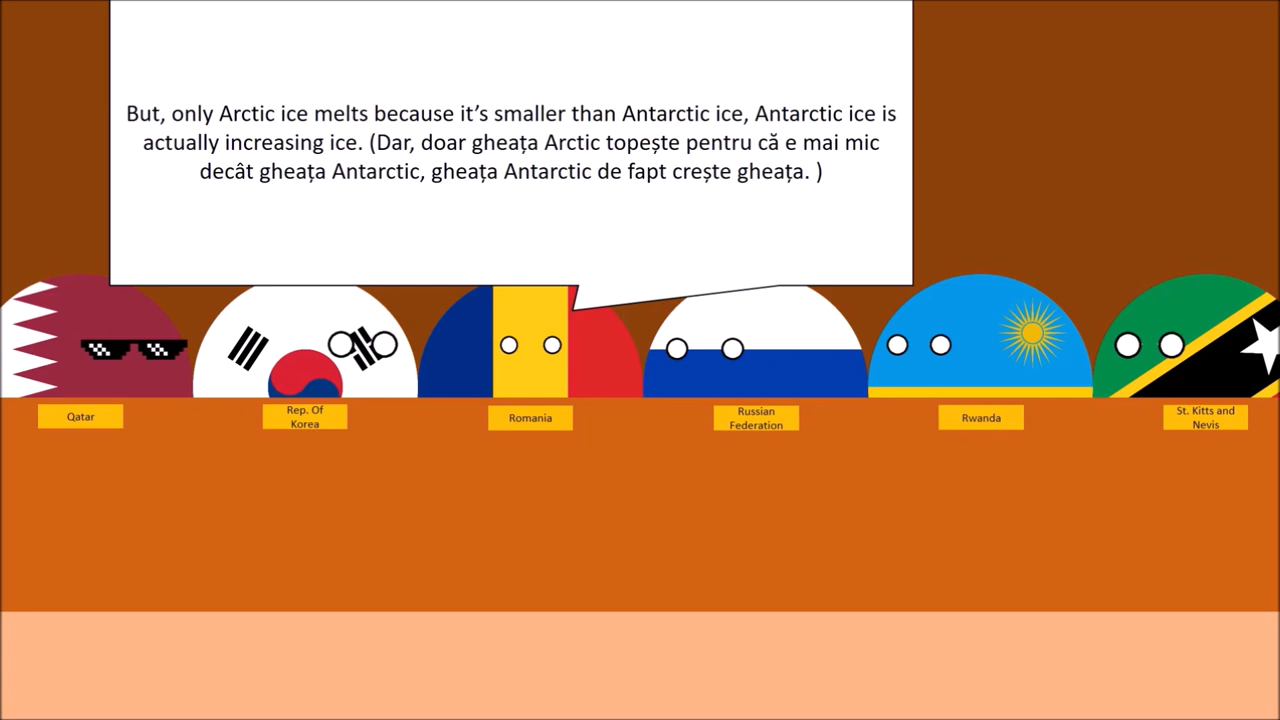 But, only Arctic ice melts because it’s smaller than Antarctic ice, Antarctic ice is
actually increasing ice. (Dar, doar gheața Arctic topește pentru că e mai mic
decât gheața Antarctic, gheața Antarctic de fapt crește gheața. )
Qatar
Rep. Of
Korea
Romania
Russian
Federation
Rwanda
St. Kitts and
Nevis